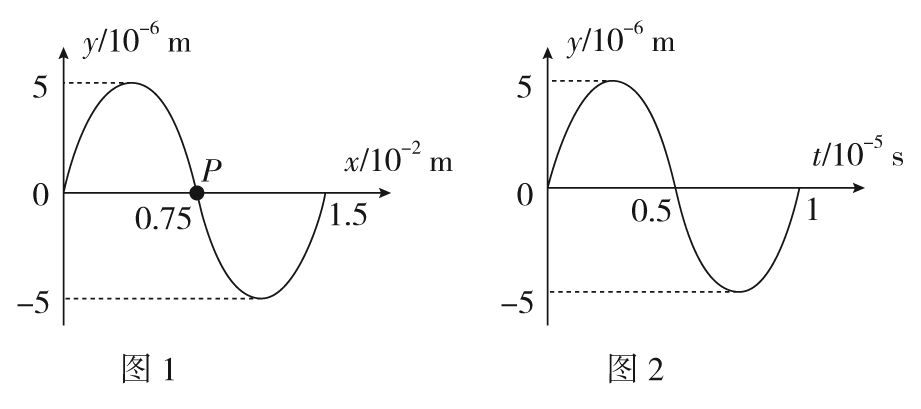 y/10⁻⁶ m
5
P
x/10⁻² m
0
0.75
1.5
−5
图 1
y/10⁻⁶ m
5
t/10⁻⁵ s
0
0.5
1
−5
图 2